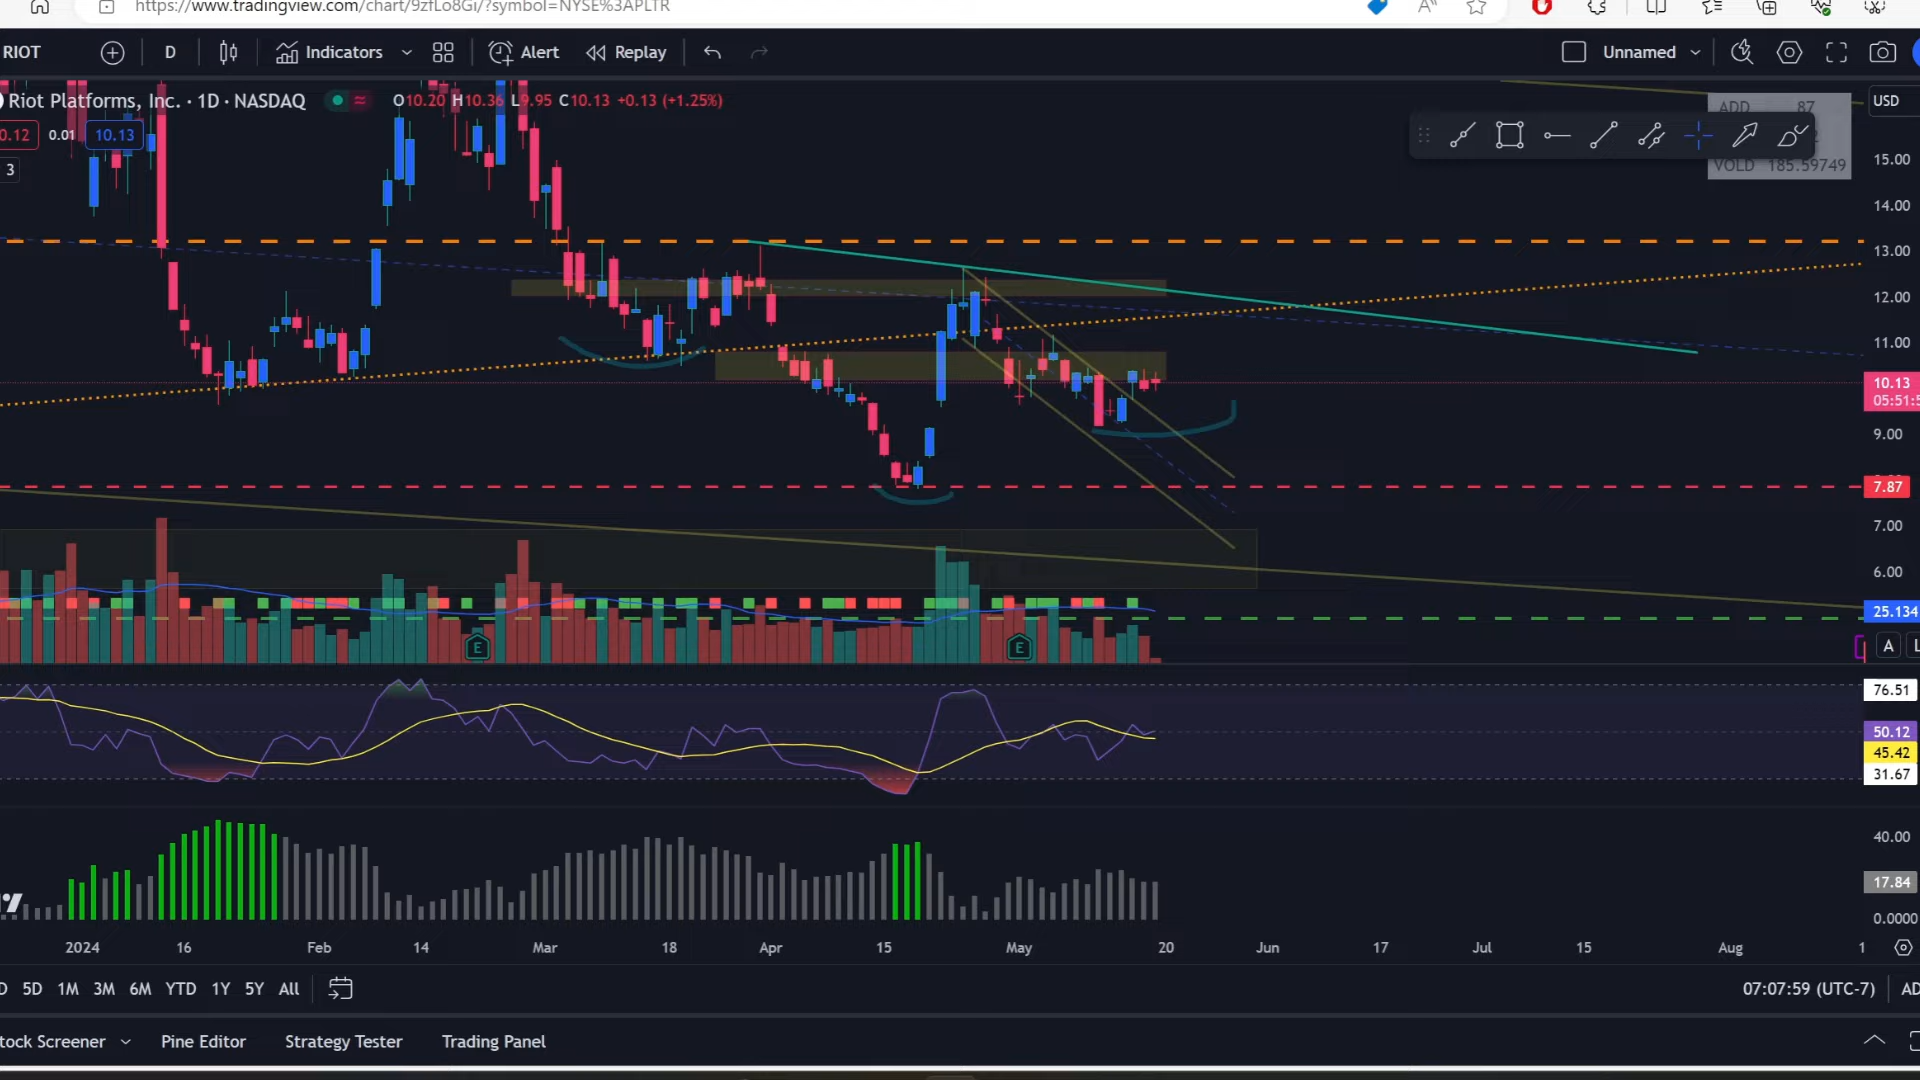 https://www.tradingview.com/chart/9zfLo8Gi/?symbol=NYSE%3APLTR
RIOT D Indicators Alert Replay Unnamed
Riot Platforms, Inc. · 1D · NASDAQ O10.20 H10.36 L9.95 C10.13 +0.13 (+1.25%)
USD
ADD 87
0.12 0.01 10.13
VOLD 185.59749
3
15.00
14.00
13.00
12.00
11.00
10.13
05:51:5
9.00
7.87
7.00
6.00
25.134
E E
A L
76.51
50.12
45.42
31.67
40.00
17.84
0.0000
2024 16 Feb 14 Mar 18 Apr 15 May 20 Jun 17 Jul 15 Aug 1
D 5D 1M 3M 6M YTD 1Y 5Y All 07:07:59 (UTC-7) AD
tock Screener Pine Editor Strategy Tester Trading Panel